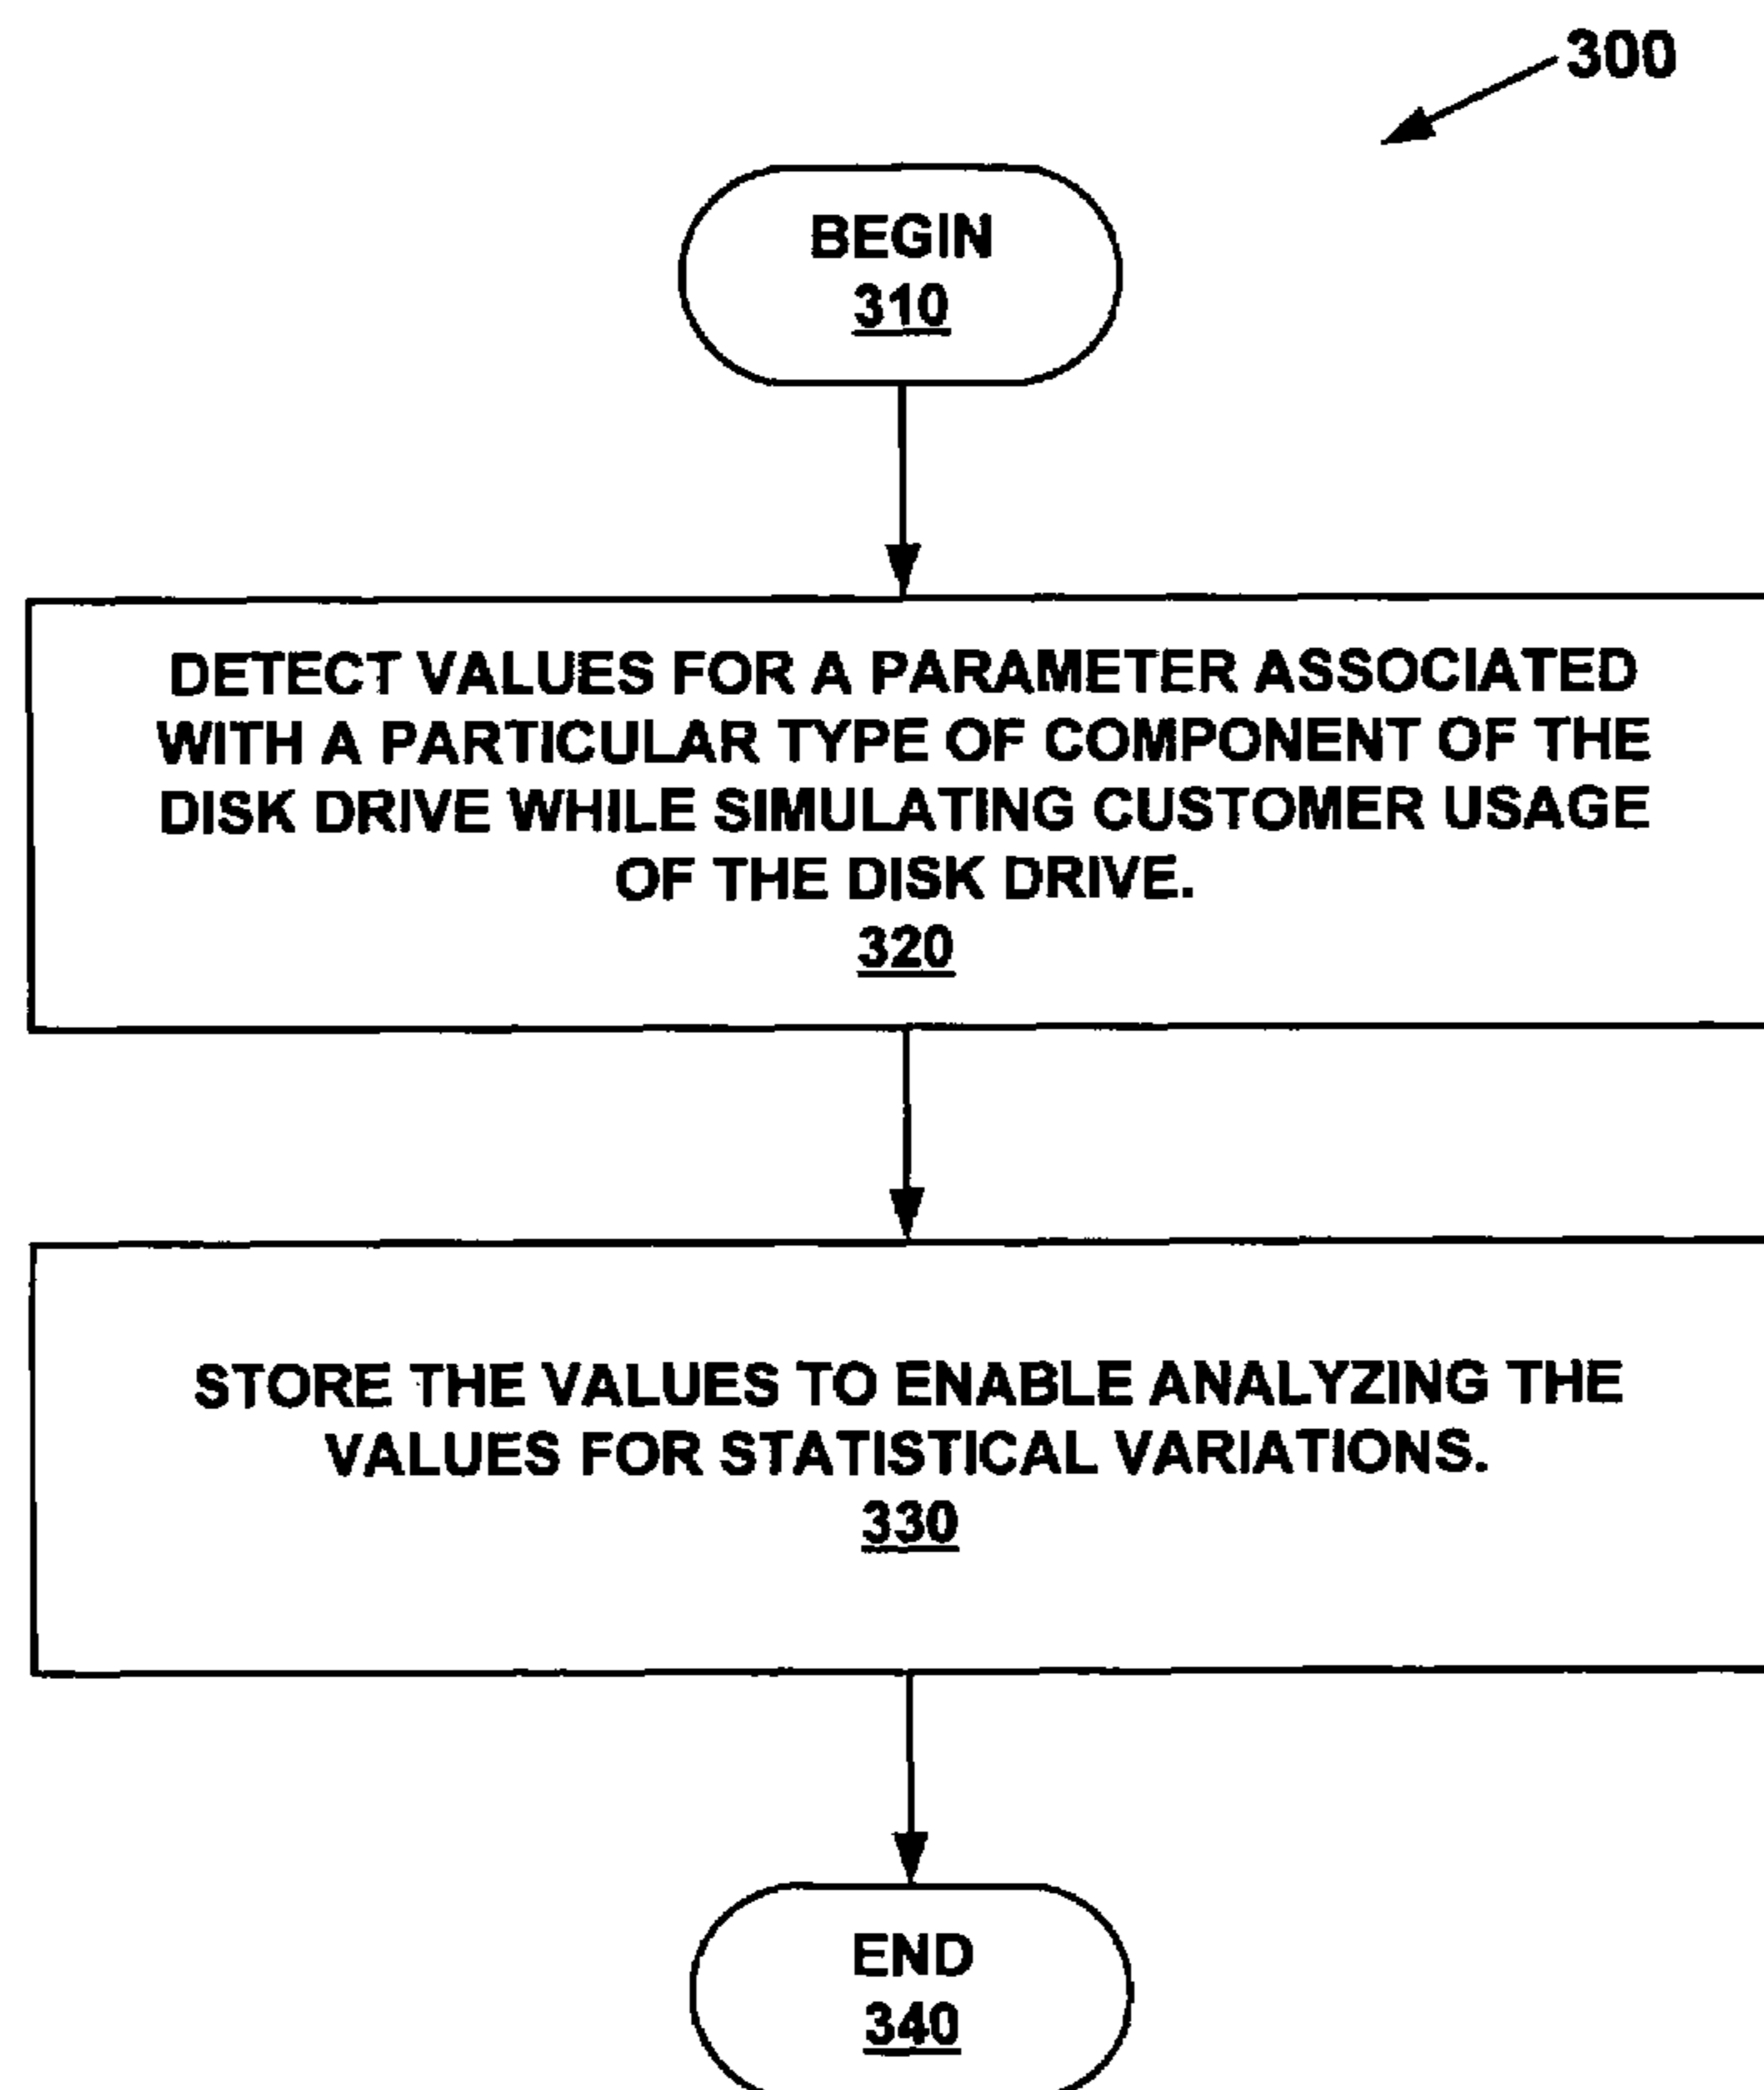 300
BEGIN
310
DETECT VALUES FOR A PARAMETER ASSOCIATED
WITH A PARTICULAR TYPE OF COMPONENT OF THE
DISK DRIVE WHILE SIMULATING CUSTOMER USAGE
OF THE DISK DRIVE.
320
STORE THE VALUES TO ENABLE ANALYZING THE
VALUES FOR STATISTICAL VARIATIONS.
330
END
340